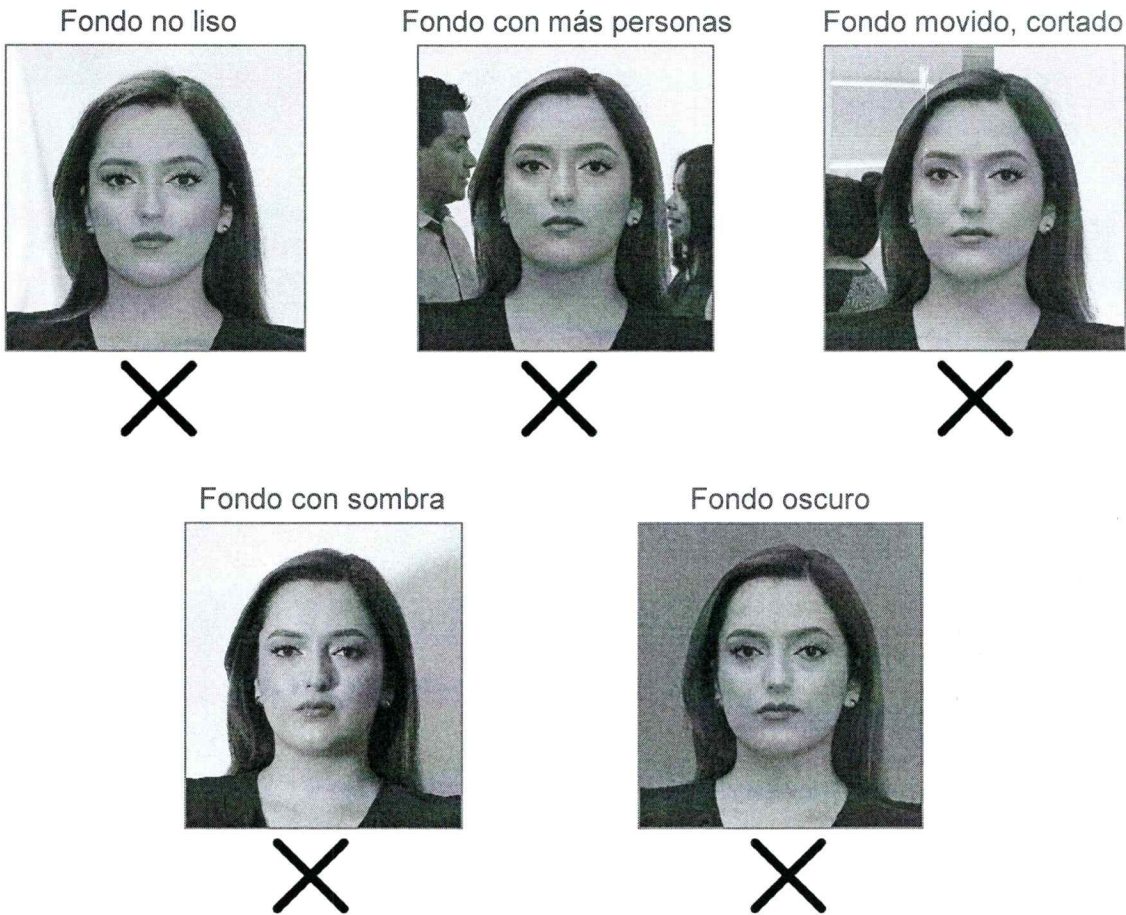 Fondo no liso
Fondo con más personas
Fondo movido, cortado
Fondo con sombra
Fondo oscuro